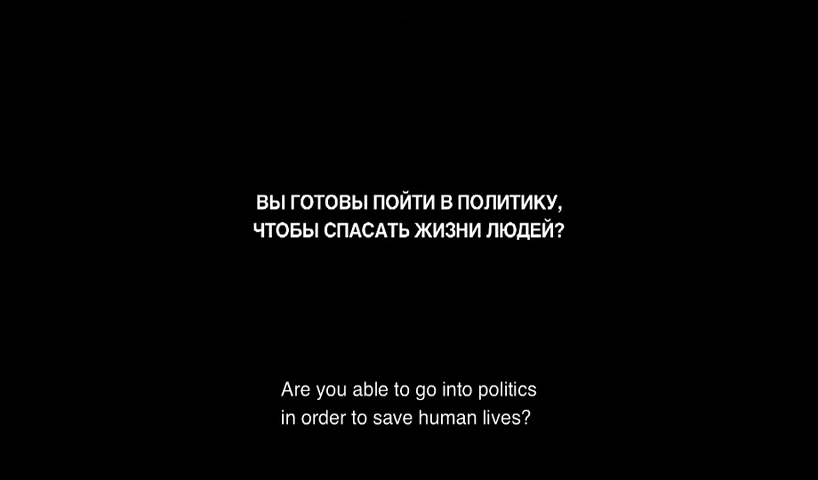 ВЫ ГОТОВЫ ПОЙТИ В ПОЛИТИКУ,
ЧТОБЫ СПАСАТЬ ЖИЗНИ ЛЮДЕЙ?
Are you able to go into politics
in order to save human lives?